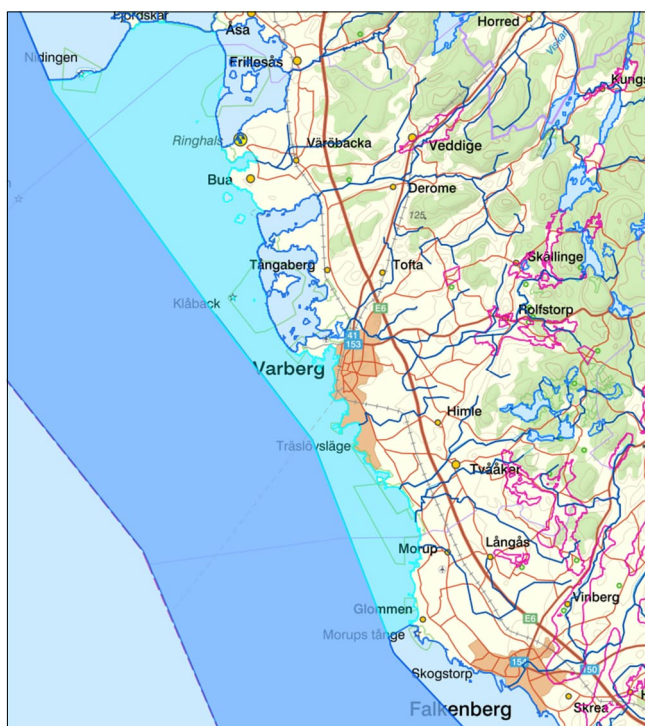 Fjordskär
Åsa
Horred
Nidingen
Frillesås
Viskan
Kungs
Ringhals
Väröbacka
Veddige
Bua
Derome
125
Tångaberg
Tofta
Skällinge
Klåback
E6
Rolfstorp
41
153
Varberg
Himle
Träslövsläge
Tvååker
Morup
Långås
Glommen
Vinberg
E6
Morups tånge
154
150
Skogstorp
Falkenberg
Skrea
H